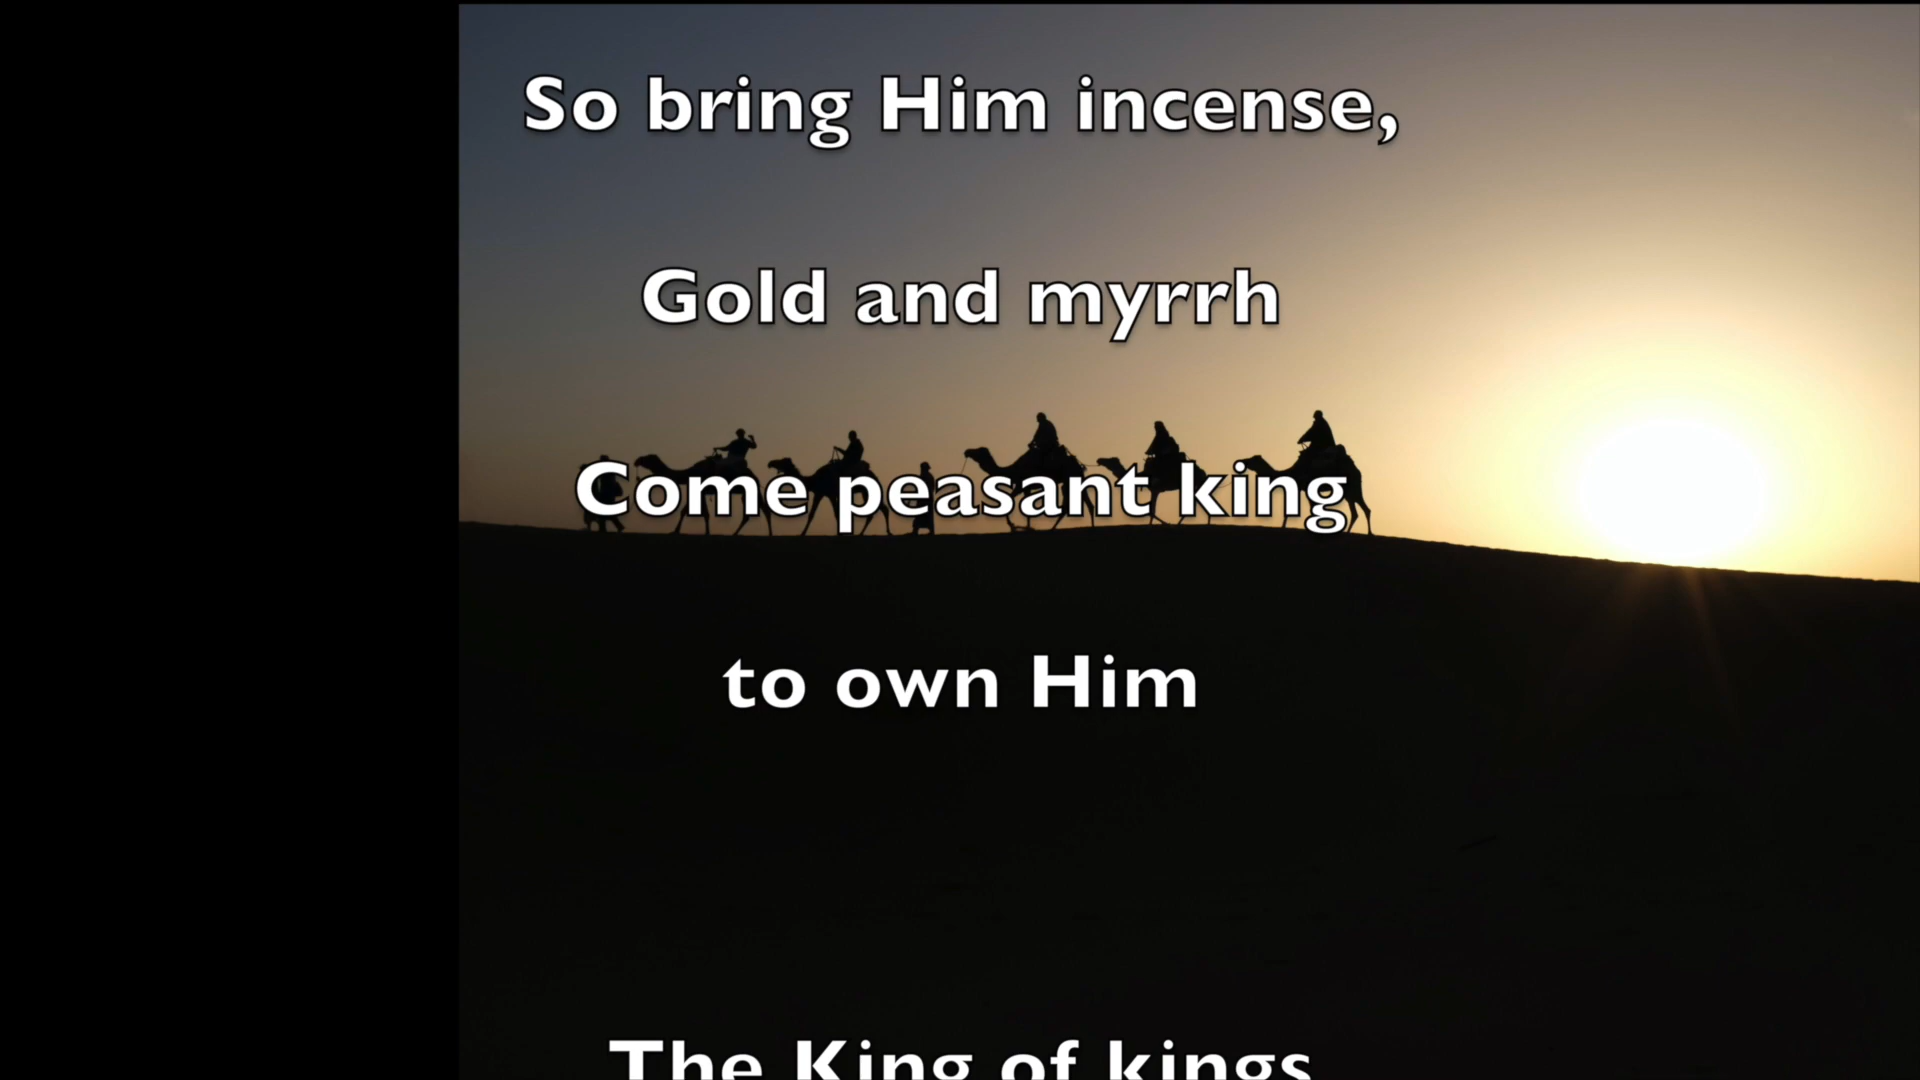 So bring Him incense,
Gold and myrrh
Come peasant king
to own Him
The King of kings